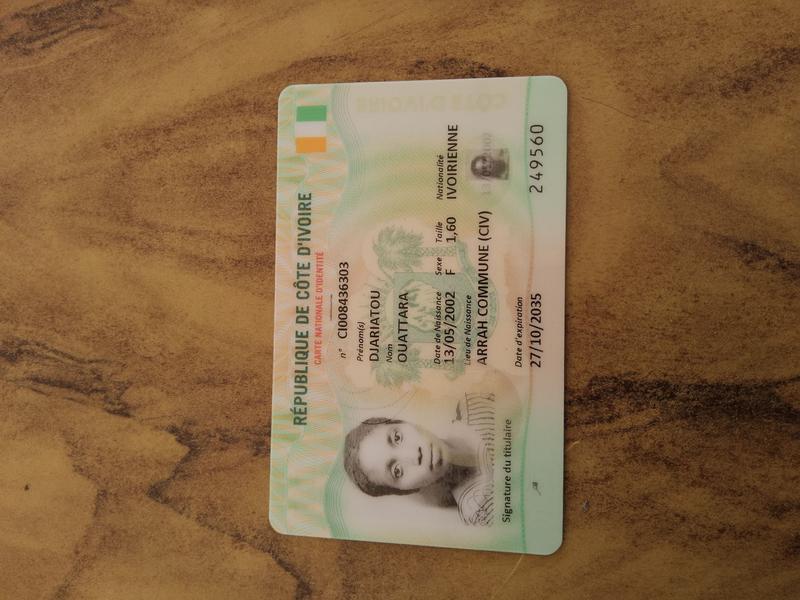 CÔTE D'IVOIRE
RÉPUBLIQUE DE CÔTE D'IVOIRE
CARTE NATIONALE D'IDENTITÉ
n° CI008436303
Prénom(s)
DJARIATOU
Nom
OUATTARA
Date de Naissance Sexe Taille Nationalité
13/05/2002 F 1,60 IVOIRIENNE
Lieu de Naissance
ARRAH COMMUNE (CIV)
Signature du titulaire
Date d'expiration
27/10/2035
249560